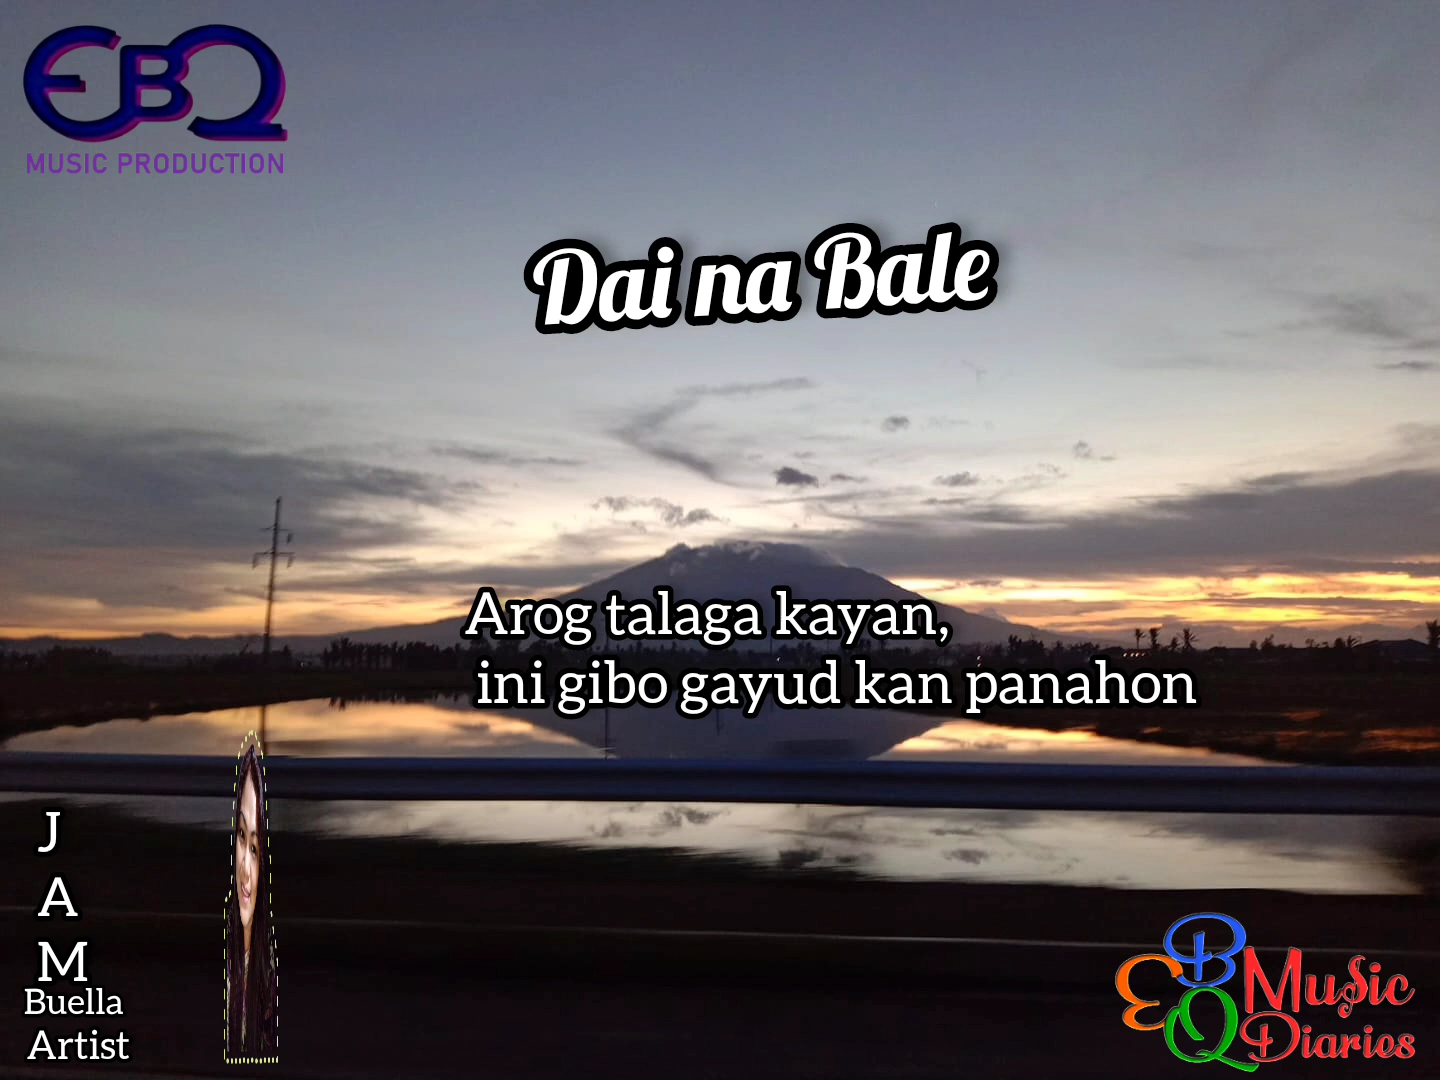 EBQ
MUSIC PRODUCTION
Dai na Bale
Arog talaga kayan,
ini gibo gayud kan panahon
J
A
M
Buella
Artist
EBQ Music
Diaries